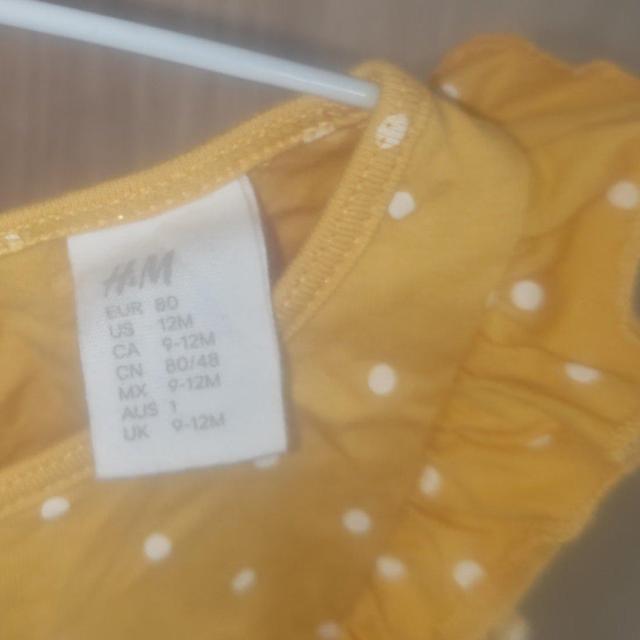 H&M
EUR 80
US 12M
CA 9-12M
CN 80/48
MX 9-12M
AUS 1
UK 9-12M